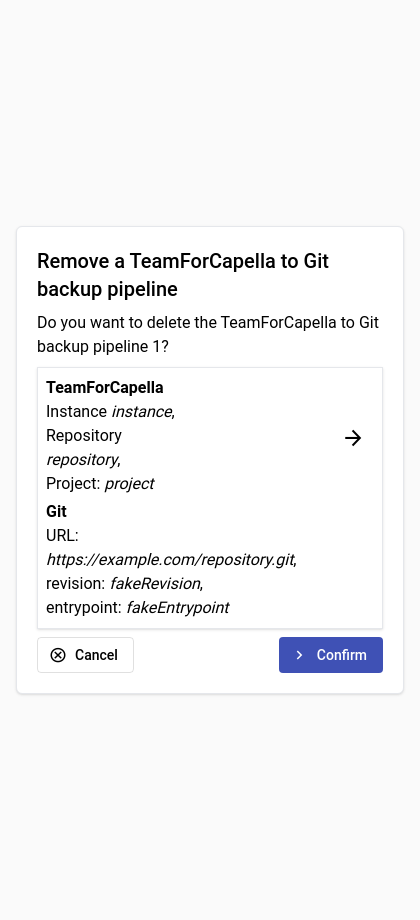 Remove a TeamForCapella to Git
backup pipeline
Do you want to delete the TeamForCapella to Git
backup pipeline 1?
TeamForCapella
Instance instance,
Repository
repository,
Project: project
Git
URL:
https://example.com/repository.git,
revision: fakeRevision,
entrypoint: fakeEntrypoint
Cancel
Confirm